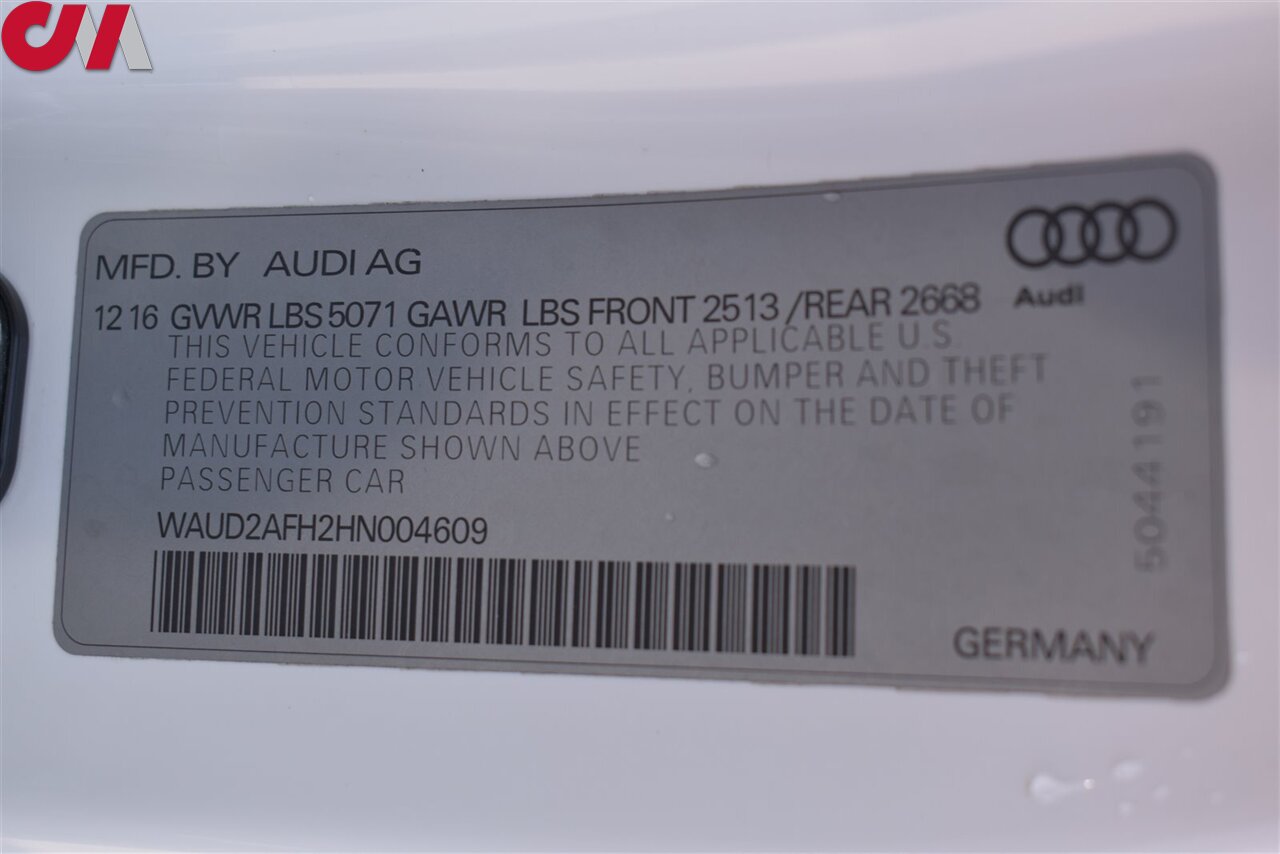 MFD. BY AUDI AG
Audi
12 16 GVWR LBS 5071 GAWR LBS FRONT 2513 /REAR 2668
THIS VEHICLE CONFORMS TO ALL APPLICABLE U.S.
FEDERAL MOTOR VEHICLE SAFETY, BUMPER AND THEFT
PREVENTION STANDARDS IN EFFECT ON THE DATE OF
MANUFACTURE SHOWN ABOVE
PASSENGER CAR
WAUD2AFH2HN004609
5044191
GERMANY